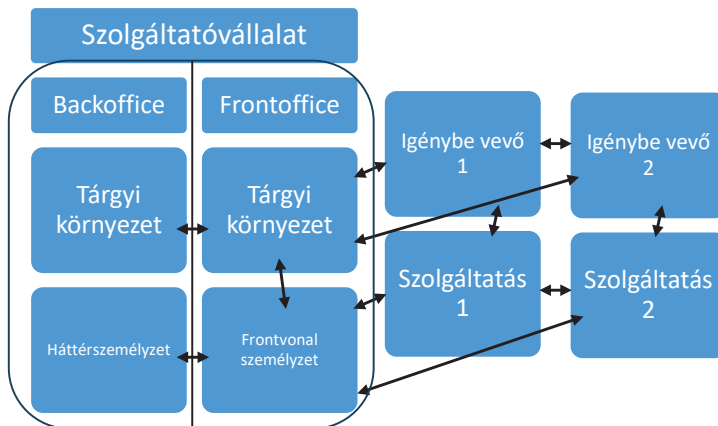 Szolgáltatóvállalat
Backoffice
Frontoffice
Igénybe vevő
1
Igénybe vevő
2
Tárgyi
környezet
Tárgyi
környezet
Szolgáltatás
1
Szolgáltatás
2
Háttérszemélyzet
Frontvonal
személyzet